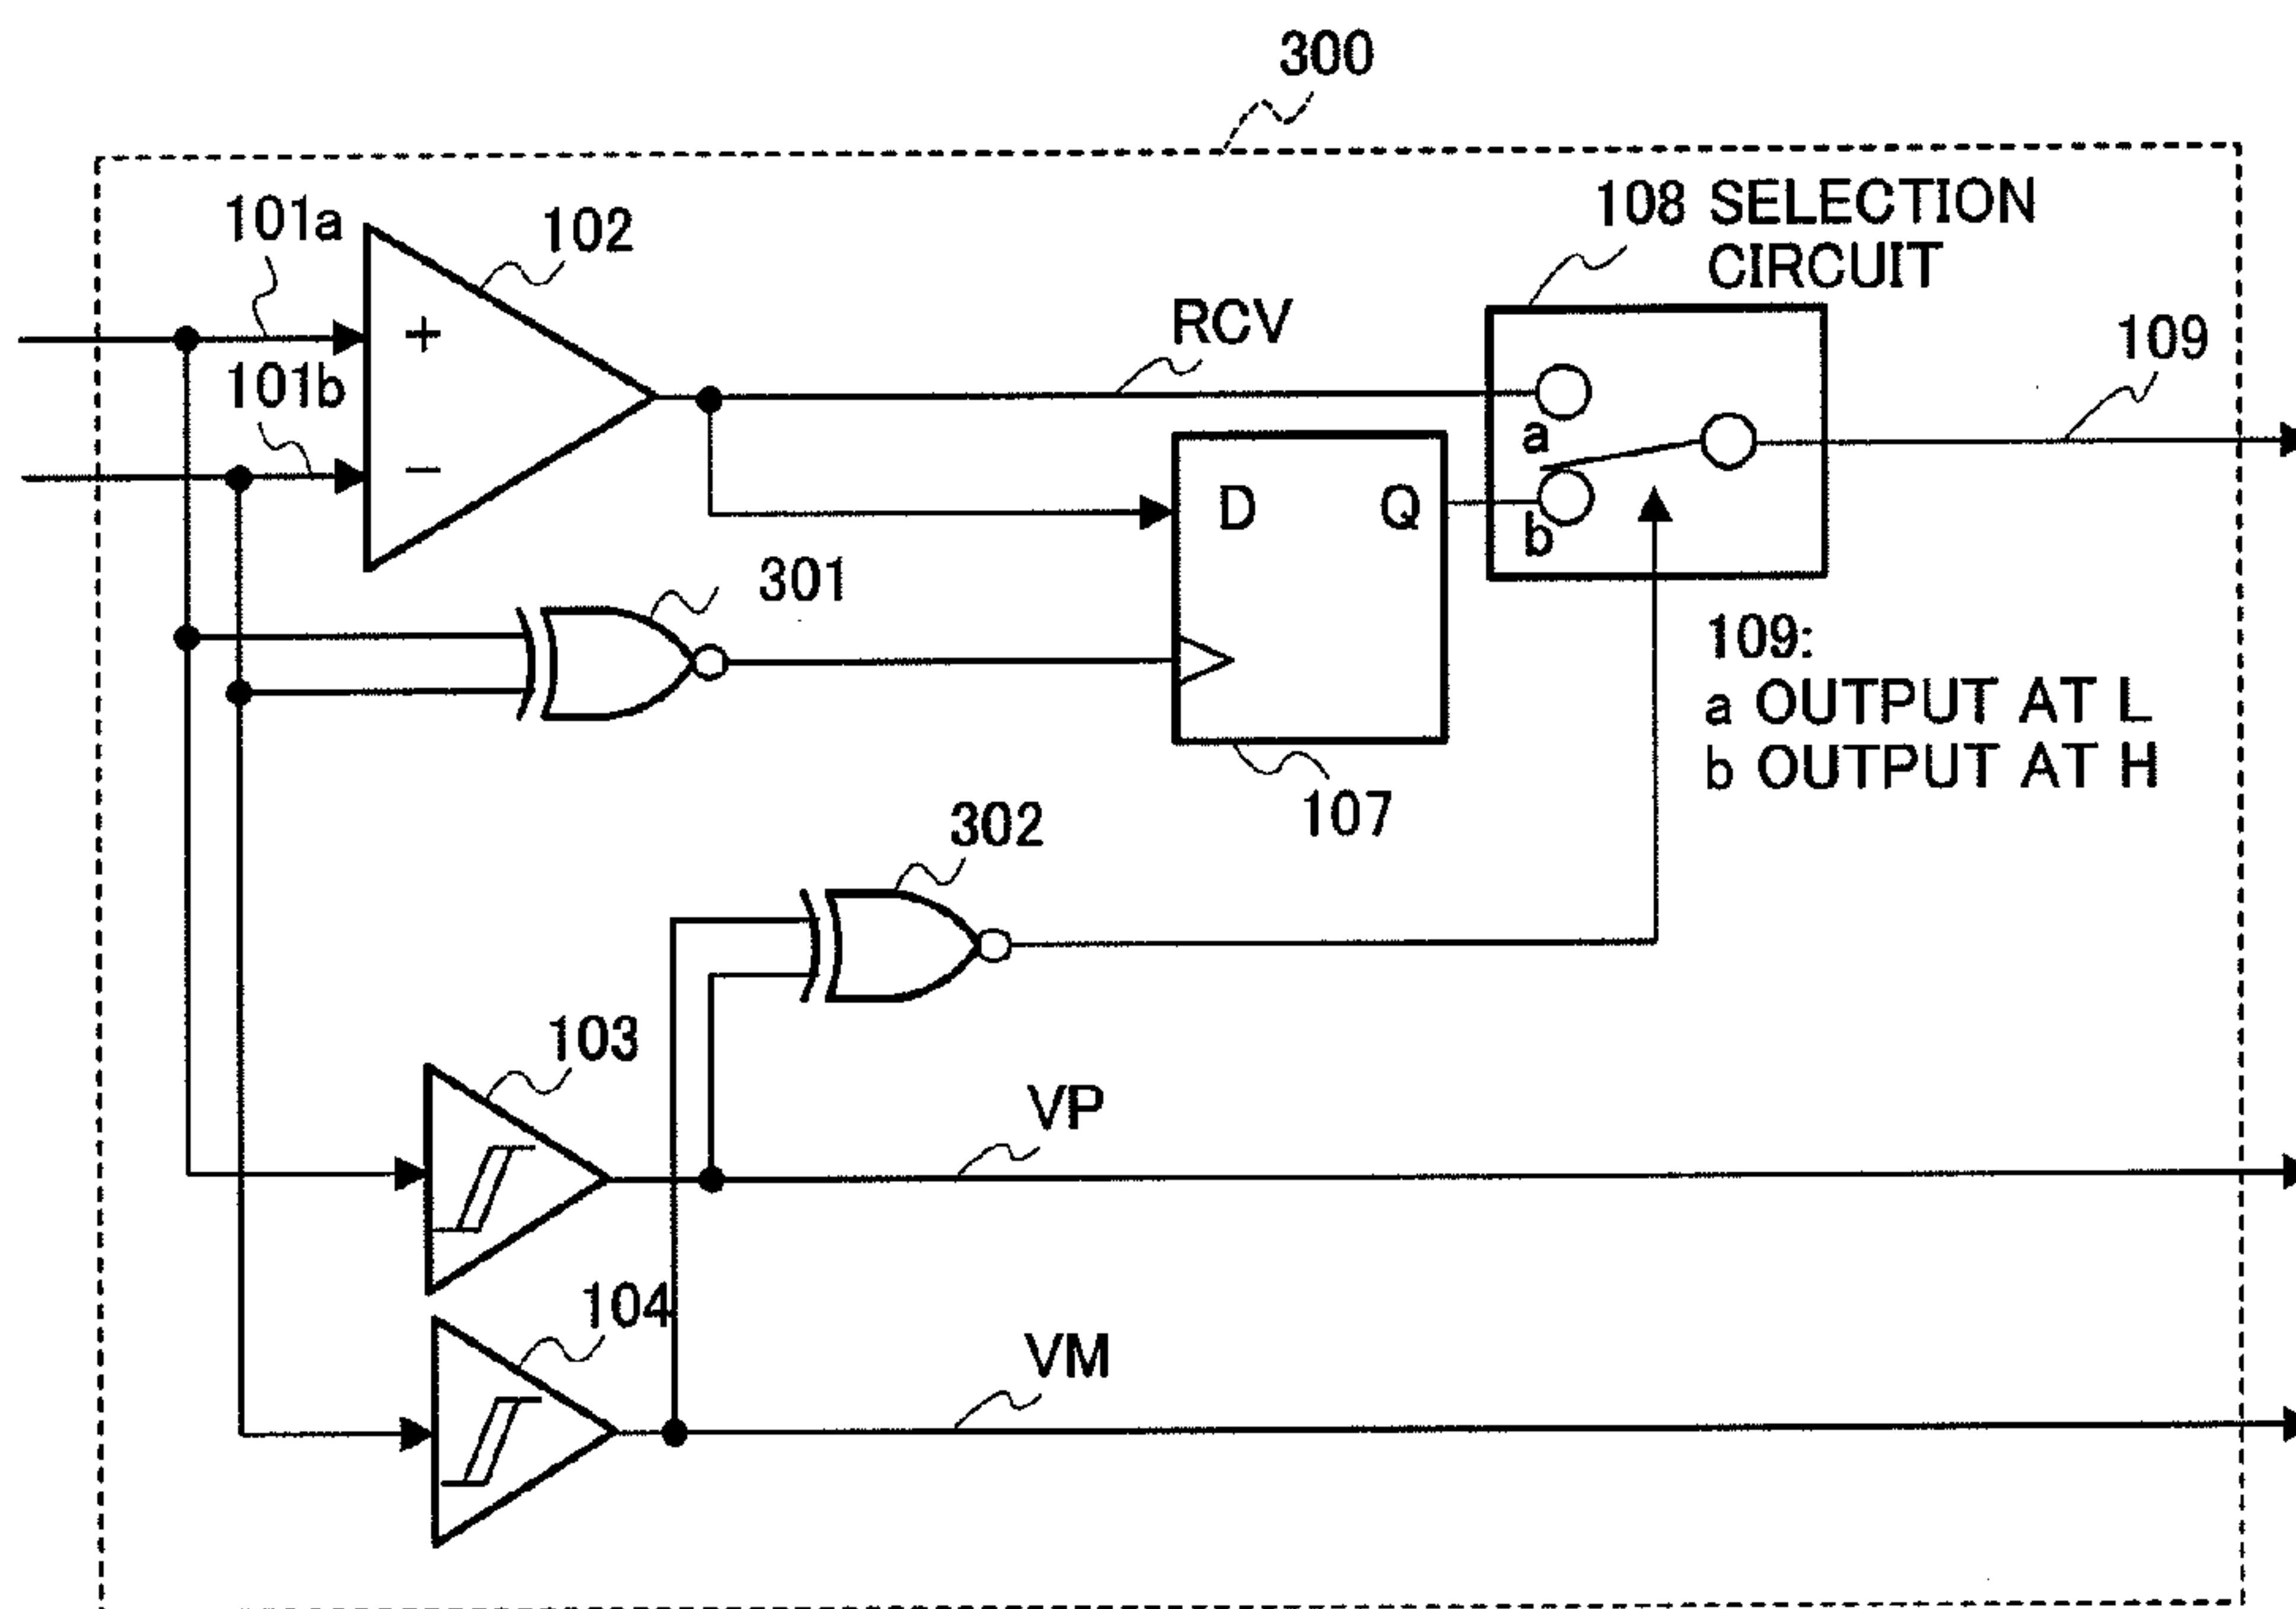 300
108 SELECTION
CIRCUIT
101a
102
+
RCV
109
101b
a
−
D
Q
b
301
109:
a OUTPUT AT L
b OUTPUT AT H
107
302
103
VP
104
VM